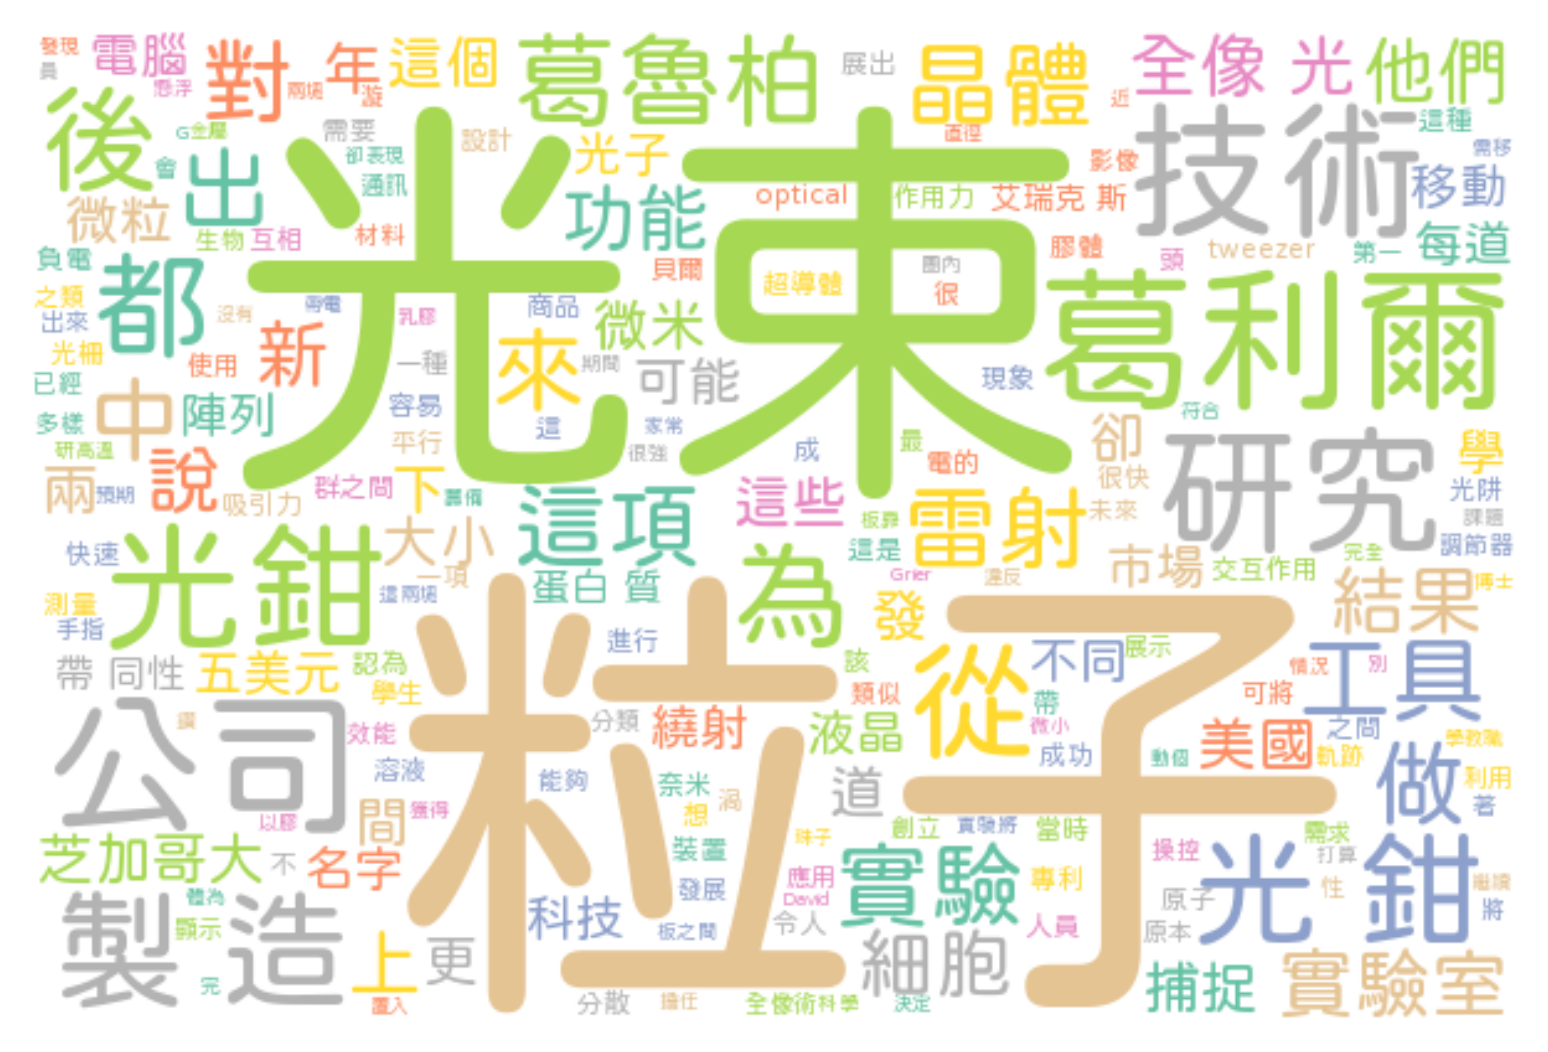 發現 電腦 對 年 這個 葛魯柏 展出 晶體 全像 光 他們
員 懸浮 兩塊 漩 近
後 G金屬 需要 設計 光子 直徑 技術 這種
會 出 卻表現 影像 需移
微粒 通訊 功能 optical 作用力 艾瑞克 斯 移動
生物 互相 材料 光束 膠體 tweezer 第一 每道
負電 都 貝爾 超導體 國內 頭
之類 沒有 商品 微米 很 葛利爾
出來 新 乳膠 來
光柵 使用 一種 期間 可能 現象
已經 中 陣列 容易 符合
多樣 平行 這 家常 成 最 卻 學
研高溫 說 很強 電的 很快 研究
兩 預期 吸引力 群之間 下 這項 這些 雷射 未來 光阱
板靠 課題
快速 光鉗 大小 這是 市場 交互作用 完全 調節器
一項 蛋白 質 為 Grier 違反 結果 博士
測量 這兩塊 發
手指 進行 不同 展示
帶 同性 五美元 認為 該 從 情況 別 工具
學生 類似 帶 可將
公司 效能 分類 繞射 液晶 微小 美國 之間
溶液 成功 動個 軌跡 學教職
能夠 奈米 道 做 利用
間 獲得 粒子 想 渦 著
以膠 創立 實驗將 當時 需求
芝加哥大 不 名字 珠子 裝置 實驗 操控 打算
體為 發展 應用 專利 光 鉗 性 繼續
製造 顯示 科技 David 原子 將
板之間 令人 人員 原本
上 更 細胞 捕捉 實驗室
完 置入 分散 擔任 全像術科學 決定